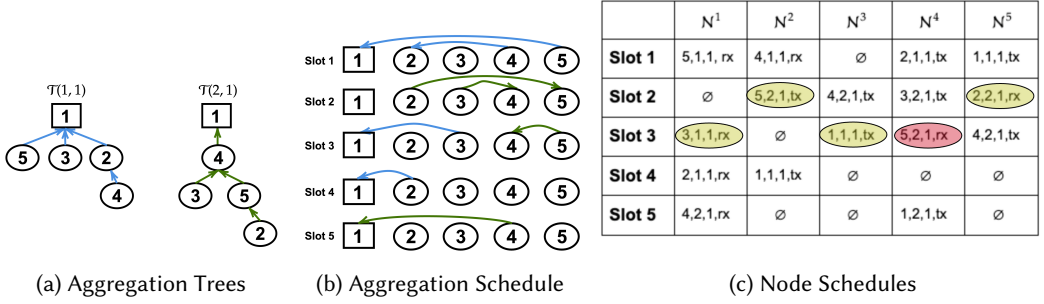 𝒯(1, 1)
1
5 3 2
4
𝒯(2, 1)
1
4
3 5
2
(a) Aggregation Trees
Slot 1 1 2 3 4 5
Slot 2 1 2 3 4 5
Slot 3 1 2 3 4 5
Slot 4 1 2 3 4 5
Slot 5 1 2 3 4 5
(b) Aggregation Schedule
𝒩¹ 𝒩² 𝒩³ 𝒩⁴ 𝒩⁵
Slot 1 5,1,1, rx 4,1,1,rx ∅ 2,1,1,tx 1,1,1,tx
Slot 2 ∅ 5,2,1,tx 4,2,1,tx 3,2,1,tx 2,2,1,rx
Slot 3 3,1,1,rx ∅ 1,1,1,tx 5,2,1,rx 4,2,1,tx
Slot 4 2,1,1,rx 1,1,1,tx ∅ ∅ ∅
Slot 5 4,2,1,rx ∅ ∅ 1,2,1,tx ∅
(c) Node Schedules